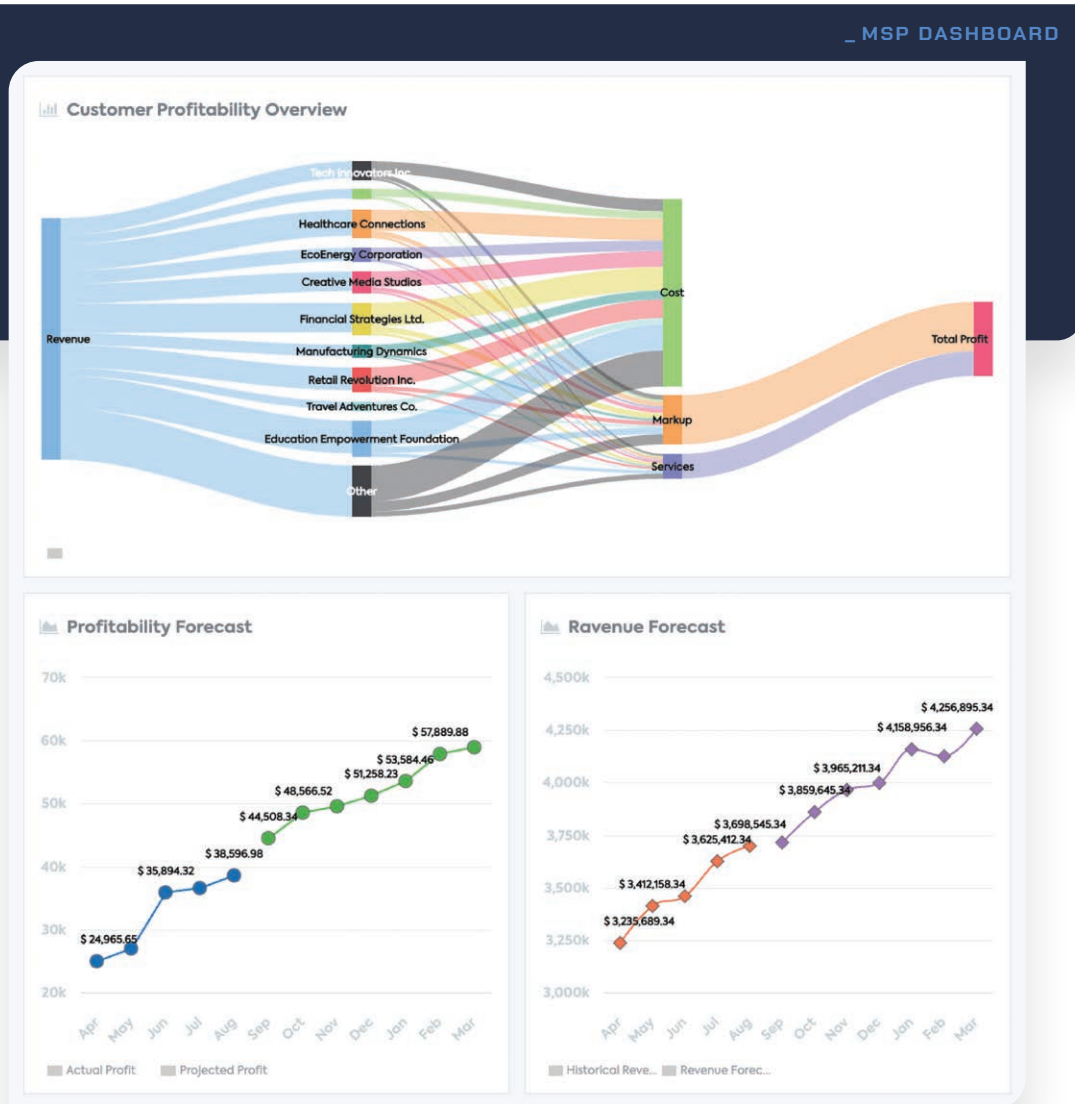 _ MSP DASHBOARD
Customer Profitability Overview
Tech Innovators Inc.
Healthcare Connections
EcoEnergy Corporation
Creative Media Studios
Cost
Financial Strategies Ltd.
Revenue
Total Profit
Manufacturing Dynamics
Retail Revolution Inc.
Travel Adventures Co.
Markup
Education Empowerment Foundation
Services
Other
Profitability Forecast
70k
60k
50k
40k
30k
20k
$ 24,965.65
$ 35,894.32
$ 38,596.98
$ 44,508.34
$ 48,566.52
$ 51,258.23
$ 53,584.46
$ 57,889.88
Apr May Jun Jul Aug Sep Oct Nov Dec Jan Feb Mar
Actual Profit Projected Profit
Ravenue Forecast
4,500k
4,250k
4,000k
3,750k
3,500k
3,250k
3,000k
$ 3,235,689.34
$ 3,412,158.34
$ 3,625,412.34
$ 3,698,545.34
$ 3,859,645.34
$ 3,965,211.34
$ 4,158,956.34
$ 4,256,895.34
Apr May Jun Jul Aug Sep Oct Nov Dec Jan Feb Mar
Historical Reve... Revenue Forec...